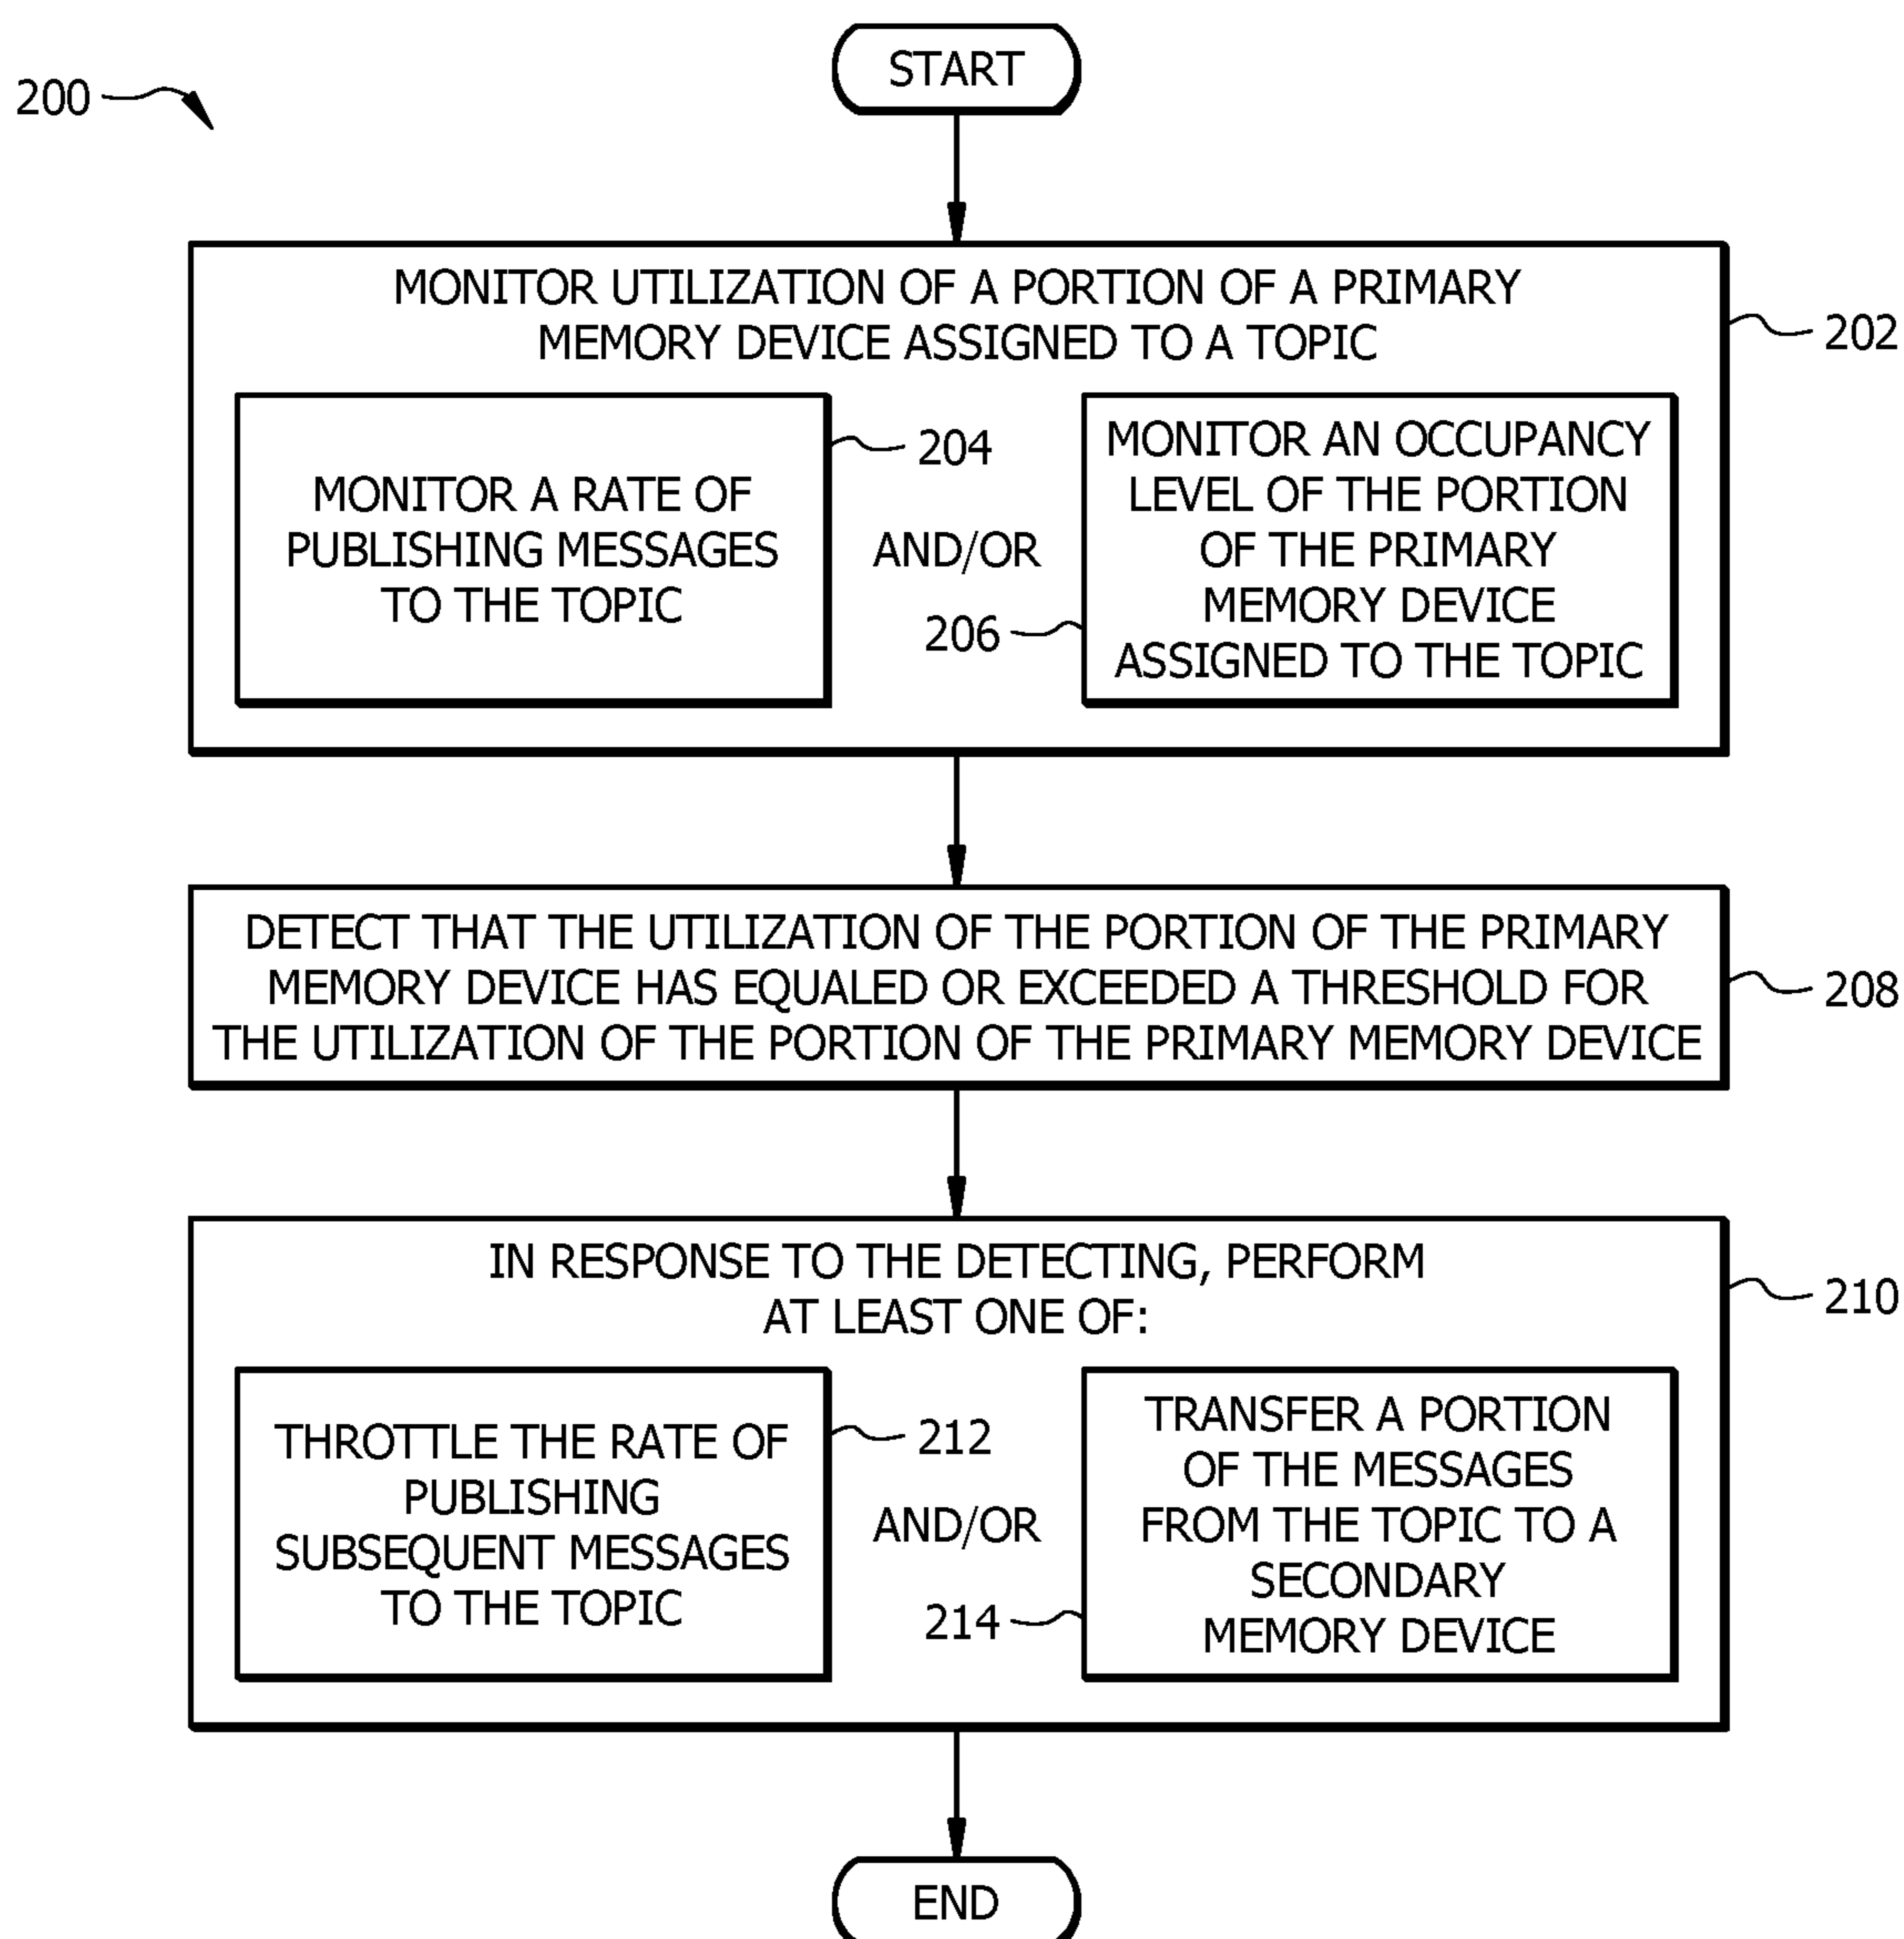 START
200
MONITOR UTILIZATION OF A PORTION OF A PRIMARY
MEMORY DEVICE ASSIGNED TO A TOPIC
202
MONITOR A RATE OF
PUBLISHING MESSAGES
TO THE TOPIC
204
AND/OR
206
MONITOR AN OCCUPANCY
LEVEL OF THE PORTION
OF THE PRIMARY
MEMORY DEVICE
ASSIGNED TO THE TOPIC
DETECT THAT THE UTILIZATION OF THE PORTION OF THE PRIMARY
MEMORY DEVICE HAS EQUALED OR EXCEEDED A THRESHOLD FOR
THE UTILIZATION OF THE PORTION OF THE PRIMARY MEMORY DEVICE
208
IN RESPONSE TO THE DETECTING, PERFORM
AT LEAST ONE OF:
210
THROTTLE THE RATE OF
PUBLISHING
SUBSEQUENT MESSAGES
TO THE TOPIC
212
AND/OR
214
TRANSFER A PORTION
OF THE MESSAGES
FROM THE TOPIC TO A
SECONDARY
MEMORY DEVICE
END